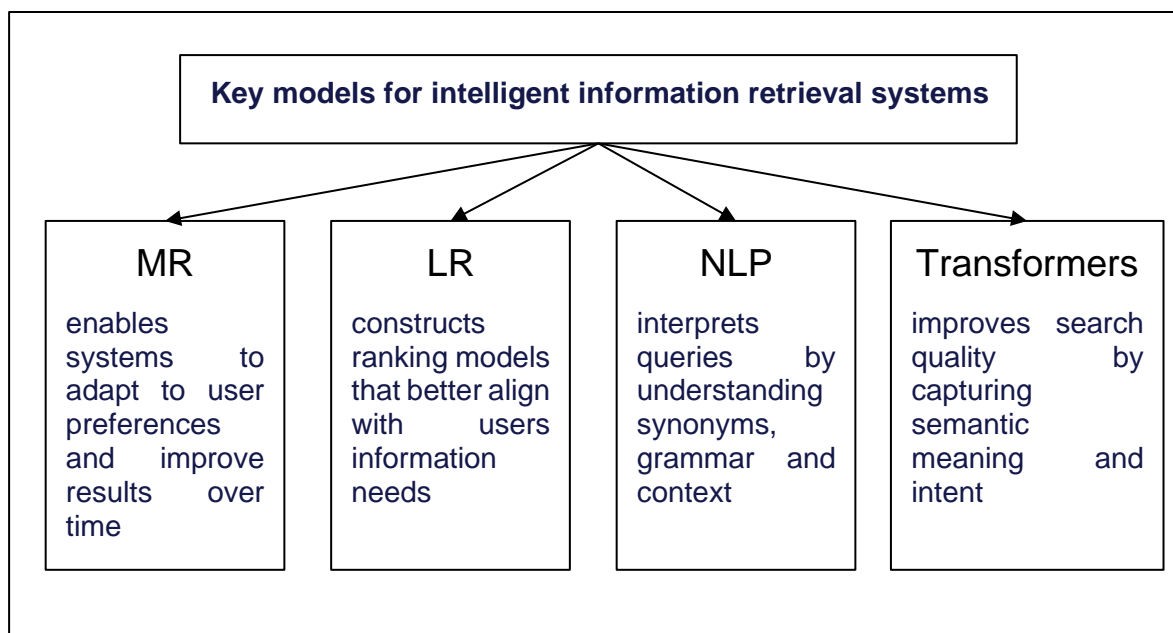 Key models for intelligent information retrieval systems
MR
enables
systems to
adapt to user
preferences
and improve
results over
time
LR
constructs
ranking models
that better align
with users
information
needs
NLP
interprets
queries by
understanding
synonyms,
grammar and
context
Transformers
improves search
quality by
capturing
semantic
meaning and
intent